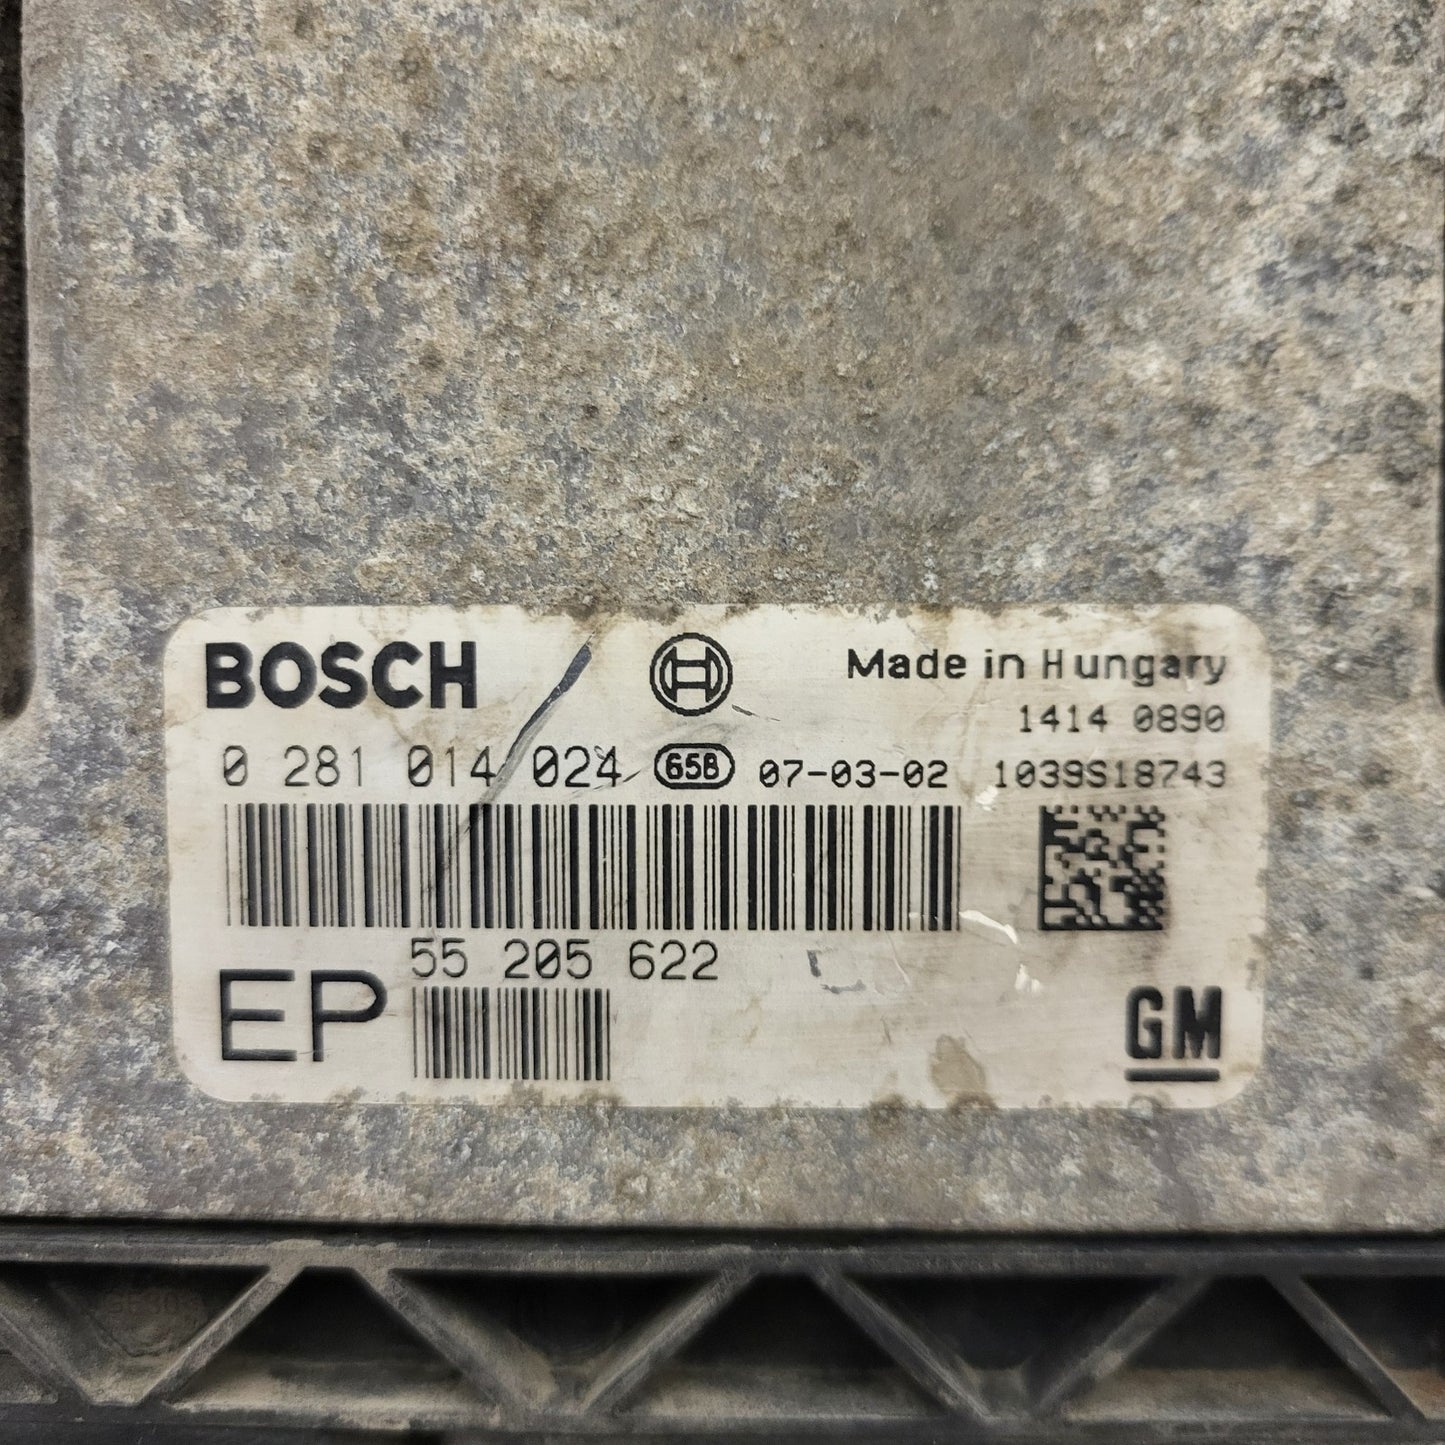 BOSCH
Made in Hungary
1414 0890
0 281 014 024 65B 07-03-02 1039S18743
55 205 622
EP
GM